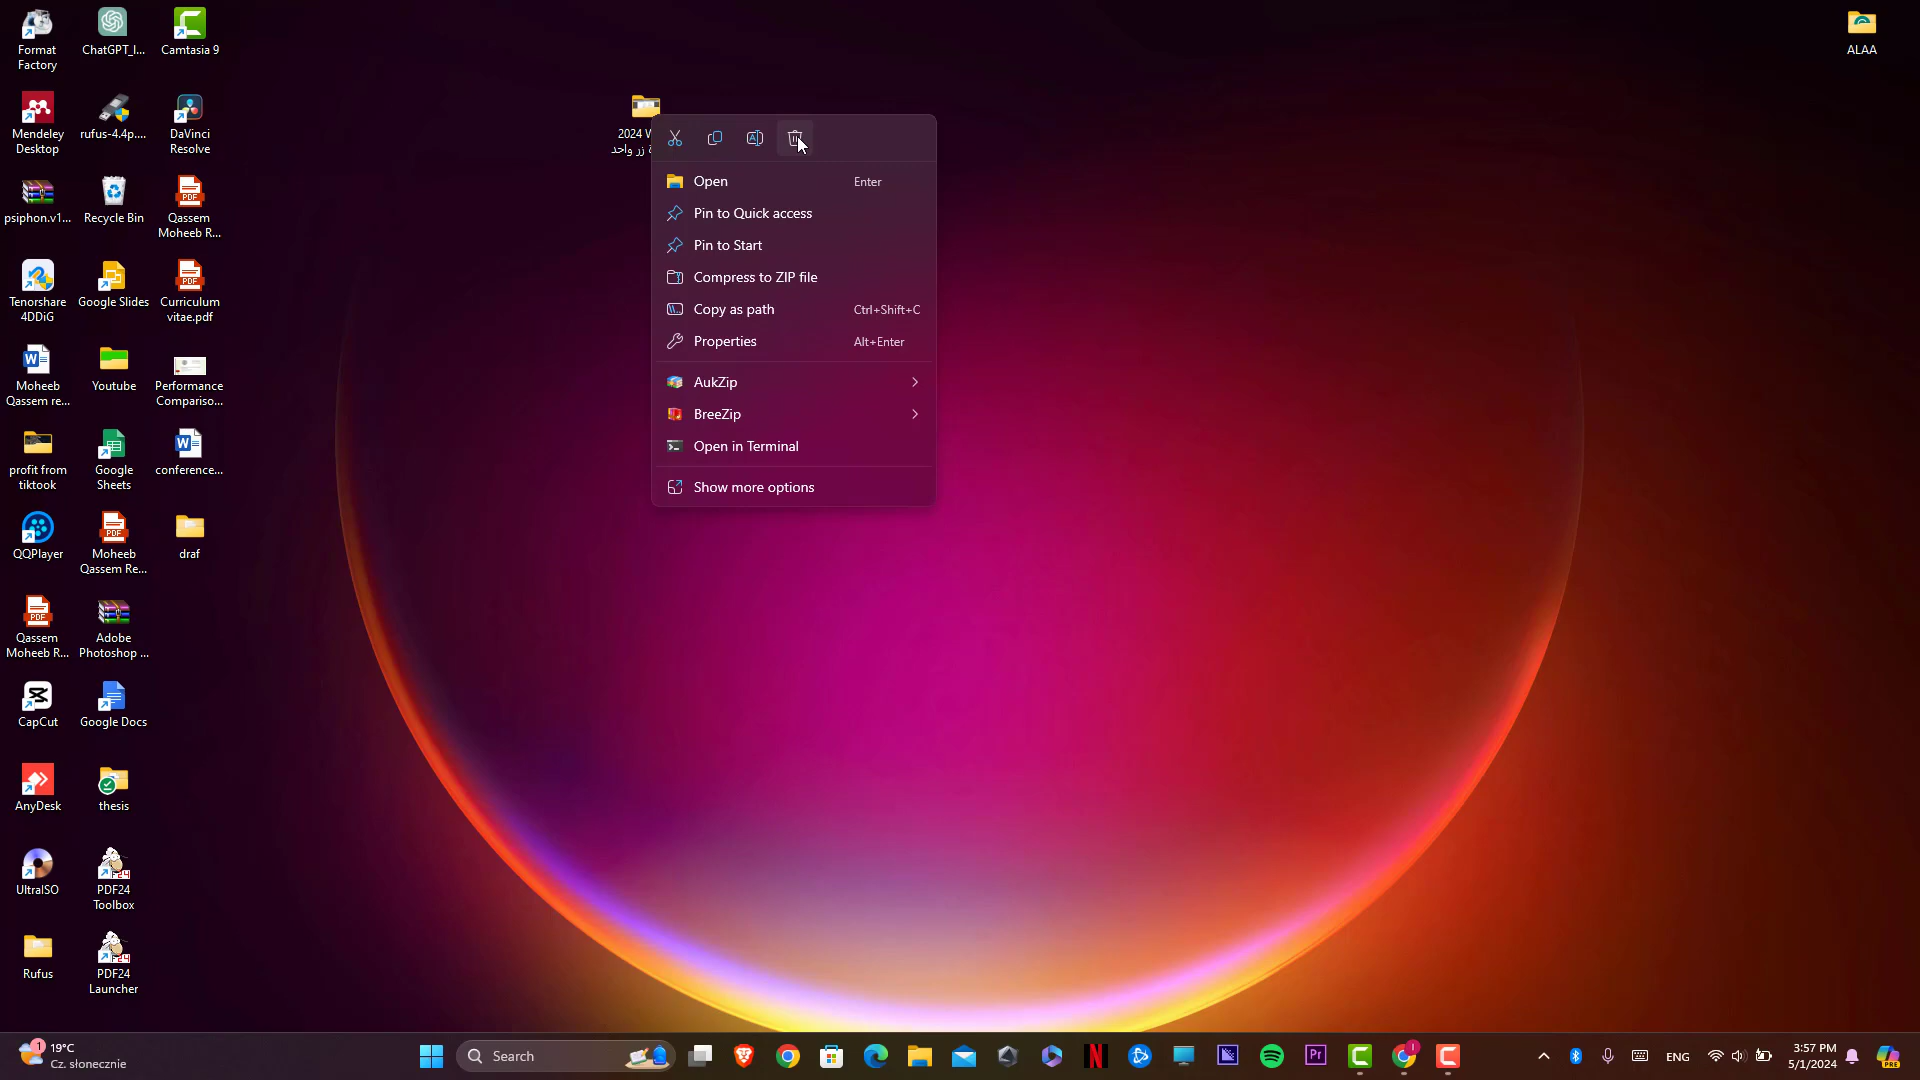 Format
Factory
ChatGPT_I...
Camtasia 9
ALAA
Mendeley
Desktop
rufus-4.4p....
DaVinci
Resolve
2024
زر واحد
psiphon.v1...
Recycle Bin
Qassem
Moheeb R...
Tenorshare
4DDiG
Google Slides
Curriculum
vitae.pdf
Moheeb
Qassem re...
Youtube
Performance
Compariso...
profit from
tiktook
Google
Sheets
conference...
QQPlayer
Moheeb
Qassem Re...
draf
Qassem
Moheeb R...
Adobe
Photoshop ...
CapCut
Google Docs
AnyDesk
thesis
UltraISO
PDF24
Toolbox
Rufus
PDF24
Launcher
Open Enter
Pin to Quick access
Pin to Start
Compress to ZIP file
Copy as path Ctrl+Shift+C
Properties Alt+Enter
AukZip
BreeZip
Open in Terminal
Show more options
1
19°C
Cz. słonecznie
Search
ENG
3:57 PM
5/1/2024